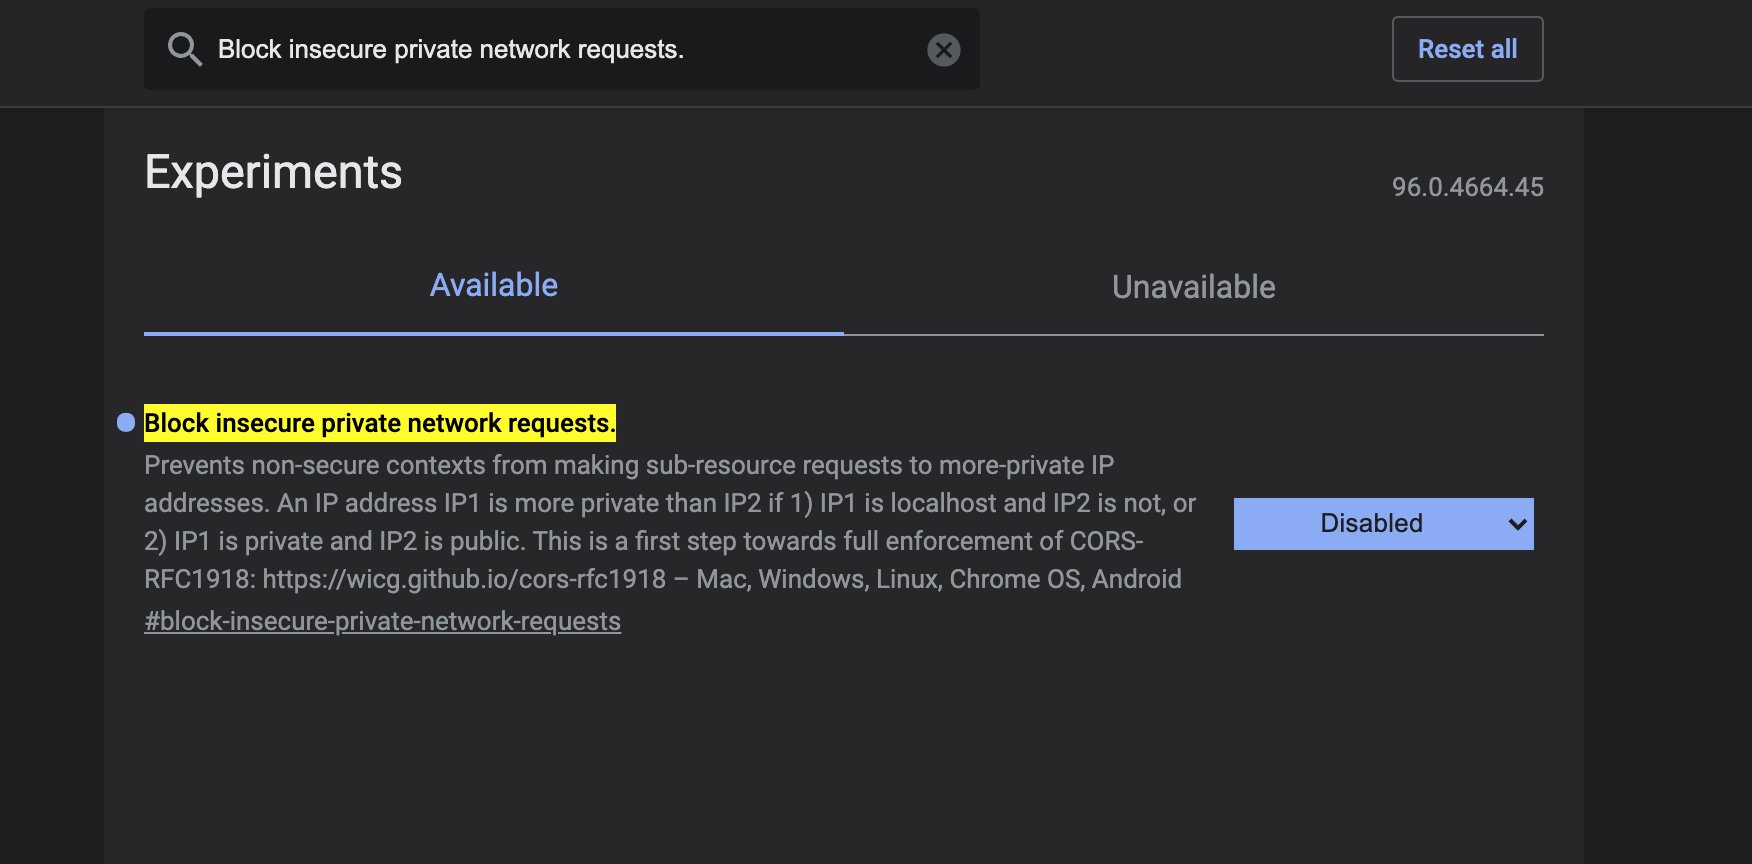 Block insecure private network requests.
Reset all
Experiments
96.0.4664.45
Available
Unavailable
Block insecure private network requests.
Prevents non-secure contexts from making sub-resource requests to more-private IP
addresses. An IP address IP1 is more private than IP2 if 1) IP1 is localhost and IP2 is not, or
2) IP1 is private and IP2 is public. This is a first step towards full enforcement of CORS-
RFC1918: https://wicg.github.io/cors-rfc1918 – Mac, Windows, Linux, Chrome OS, Android
#block-insecure-private-network-requests
Disabled